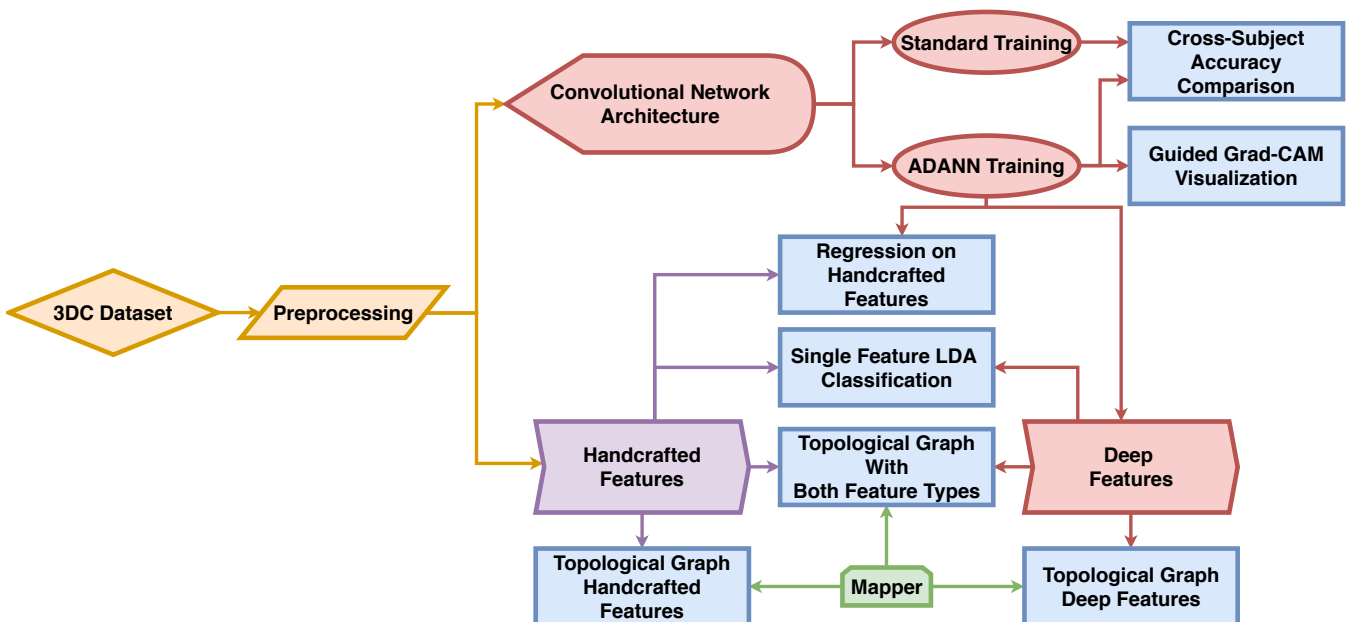 Standard Training
Cross-Subject
Accuracy
Comparison
Convolutional Network
Architecture
ADANN Training
Guided Grad-CAM
Visualization
Regression on
Handcrafted
Features
3DC Dataset
Preprocessing
Single Feature LDA
Classification
Handcrafted
Features
Topological Graph
With
Both Feature Types
Deep
Features
Topological Graph
Handcrafted
Features
Mapper
Topological Graph
Deep Features